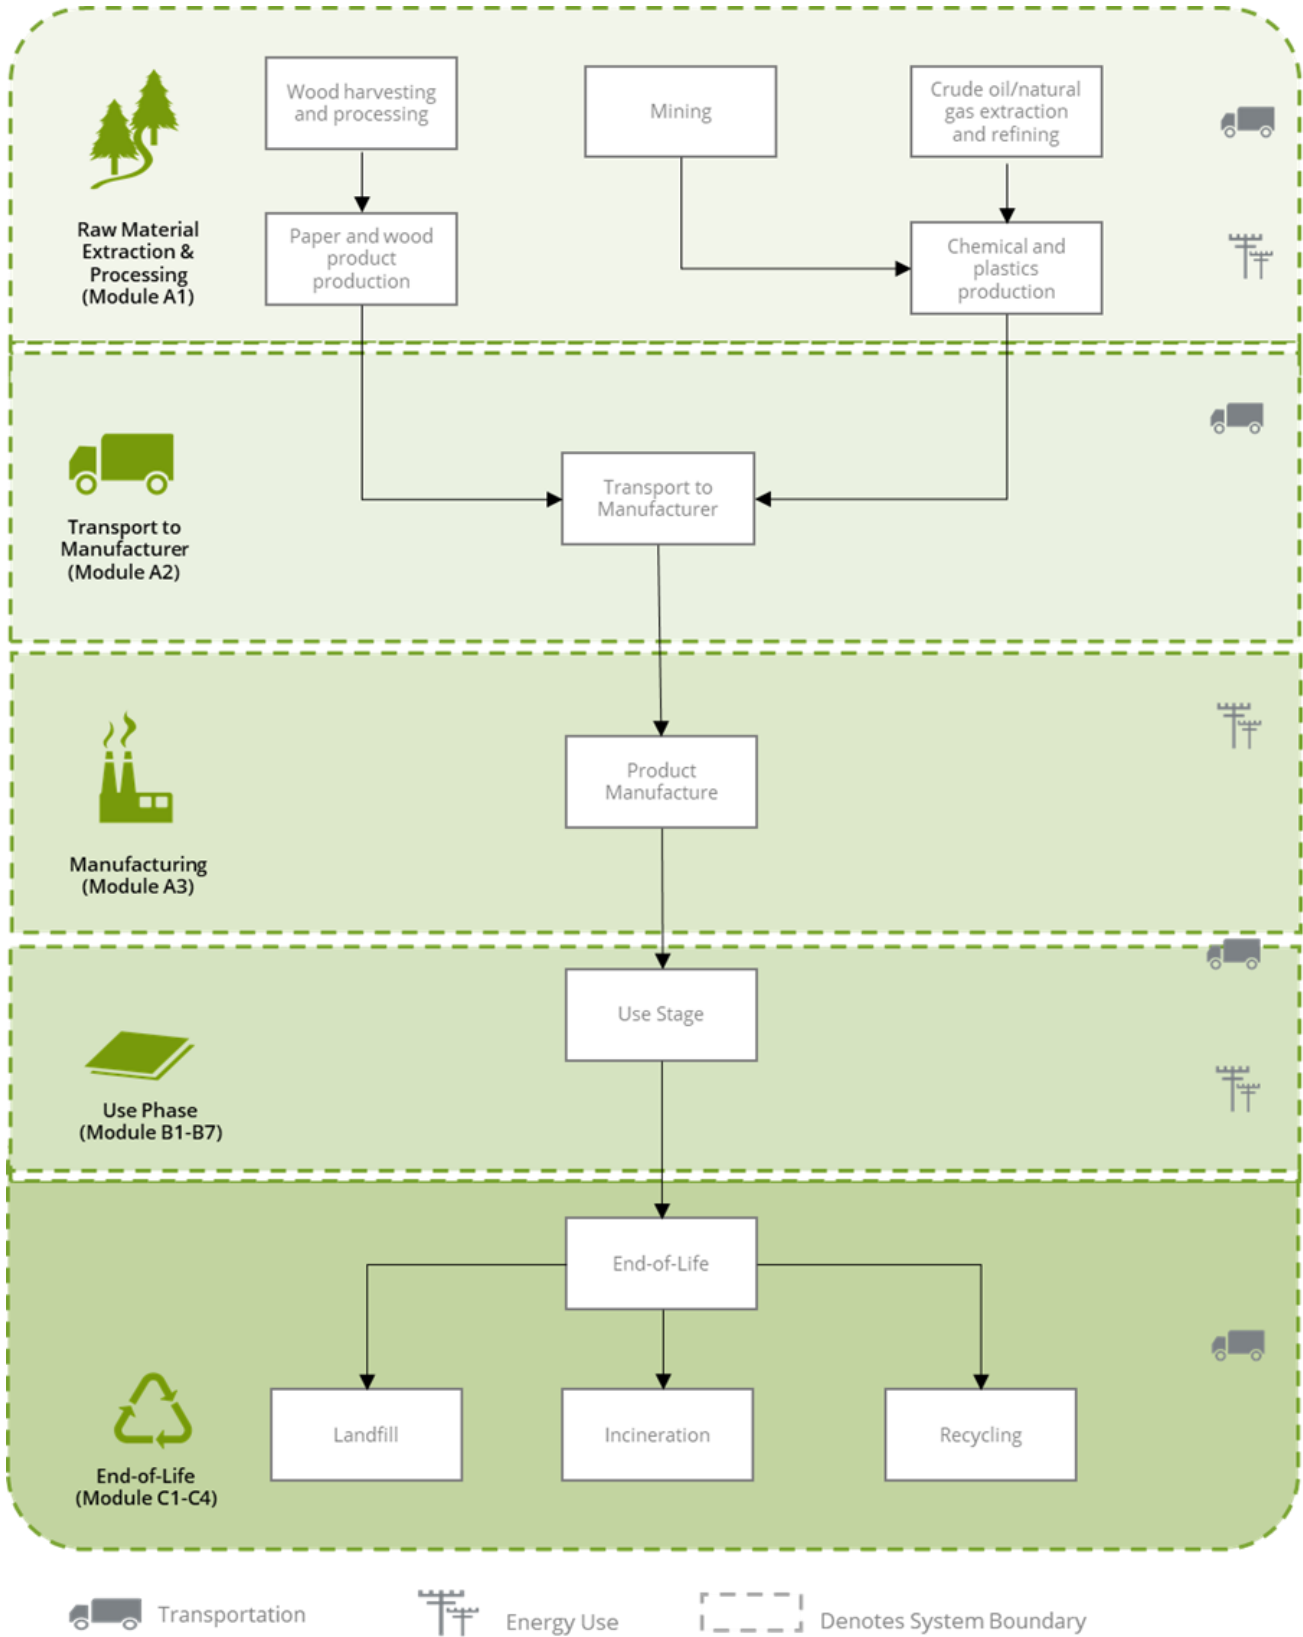 Wood harvesting
and processing
Mining
Crude oil/natural
gas extraction
and refining
Raw Material
Extraction &
Processing
(Module A1)
Paper and wood
product
production
Chemical and
plastics
production
Transport to
Manufacturer
(Module A2)
Transport to
Manufacturer
Manufacturing
(Module A3)
Product
Manufacture
Use Phase
(Module B1-B7)
Use Stage
End-of-Life
(Module C1-C4)
End-of-Life
Landfill
Incineration
Recycling
Transportation
Energy Use
Denotes System Boundary